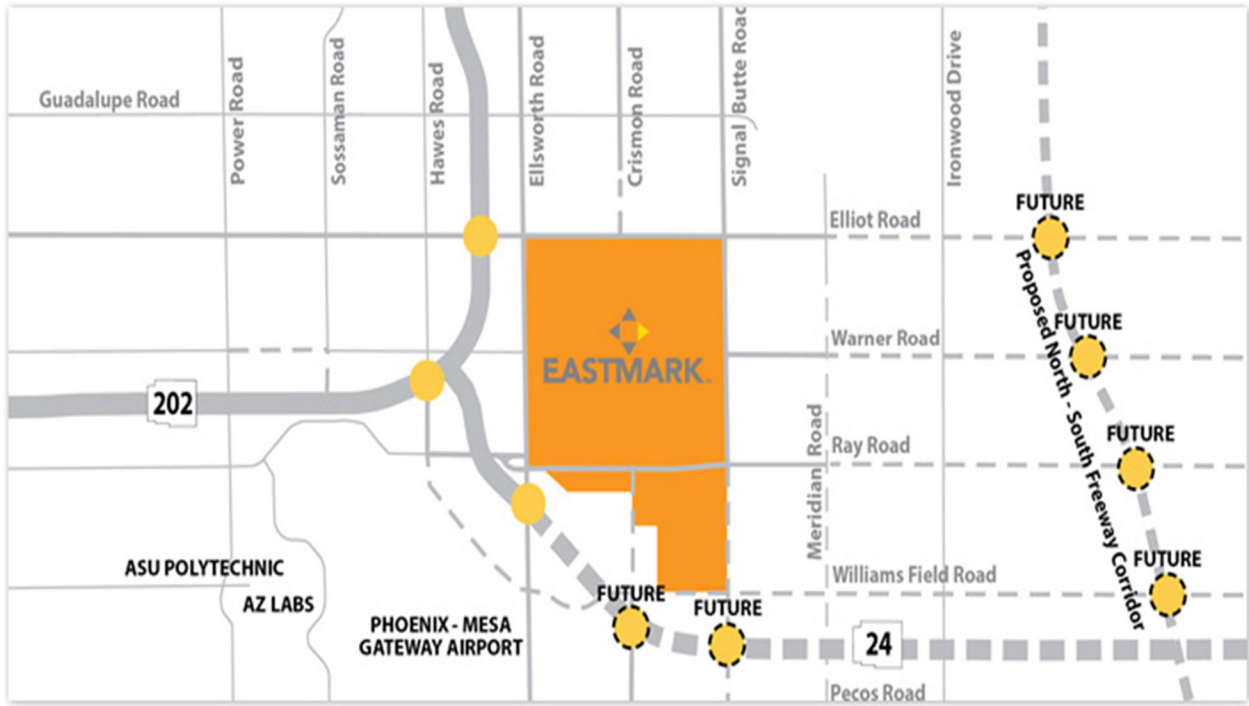 Guadalupe Road
Power Road
Sossaman Road
Hawes Road
Ellsworth Road
Crismon Road
Signal Butte Road
Ironwood Drive
Elliot Road
FUTURE
Warner Road
FUTURE
EASTMARK
202
Ray Road
FUTURE
Proposed North - South Freeway Corridor
Meridian Road
ASU POLYTECHNIC
AZ LABS
Williams Field Road
FUTURE
FUTURE
FUTURE
PHOENIX - MESA
GATEWAY AIRPORT
24
Pecos Road